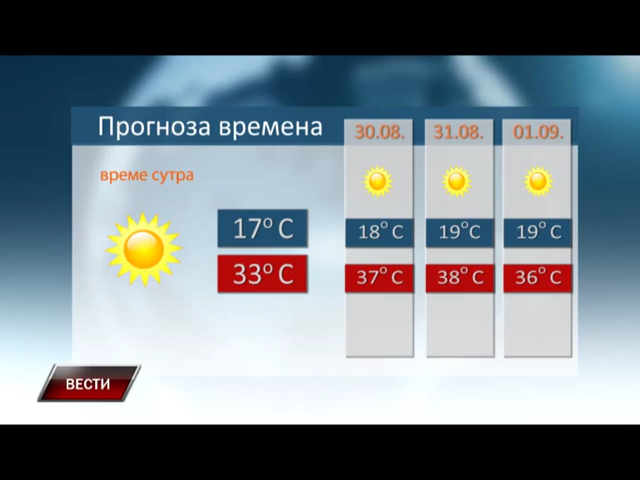 Прогноза времена
време сутра
17° C
33° C
30.08.
18° C
37° C
31.08.
19° C
38° C
01.09.
19° C
36° C
ВЕСТИ